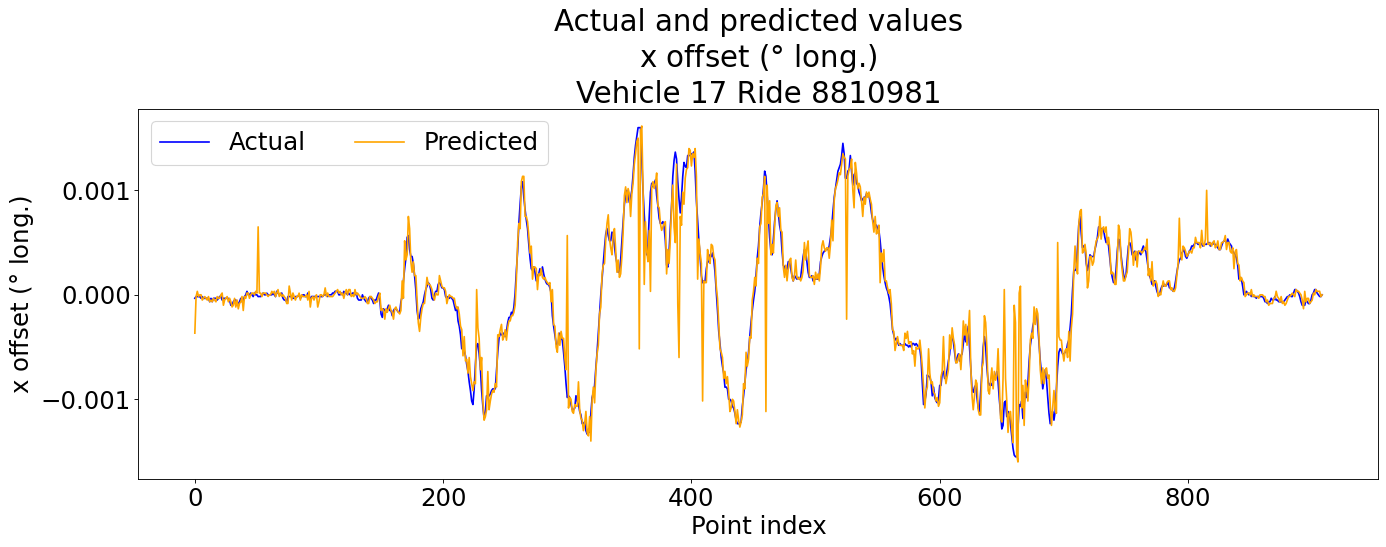 Actual and predicted values
x offset (° long.)
Vehicle 17 Ride 8810981
Actual
Predicted
x offset (° long.)
0.001
0.000
−0.001
0
200
400
600
800
Point index